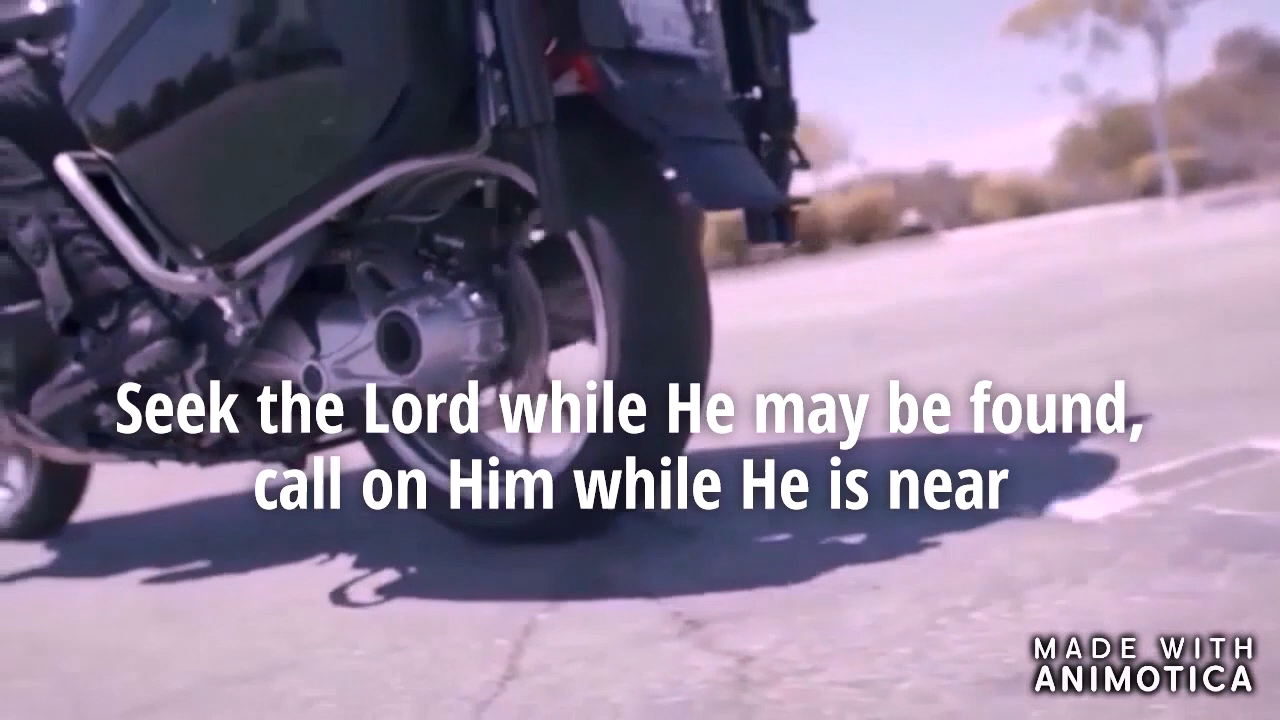 Seek the Lord while He may be found,
call on Him while He is near
MADE WITH
ANIMOTICA